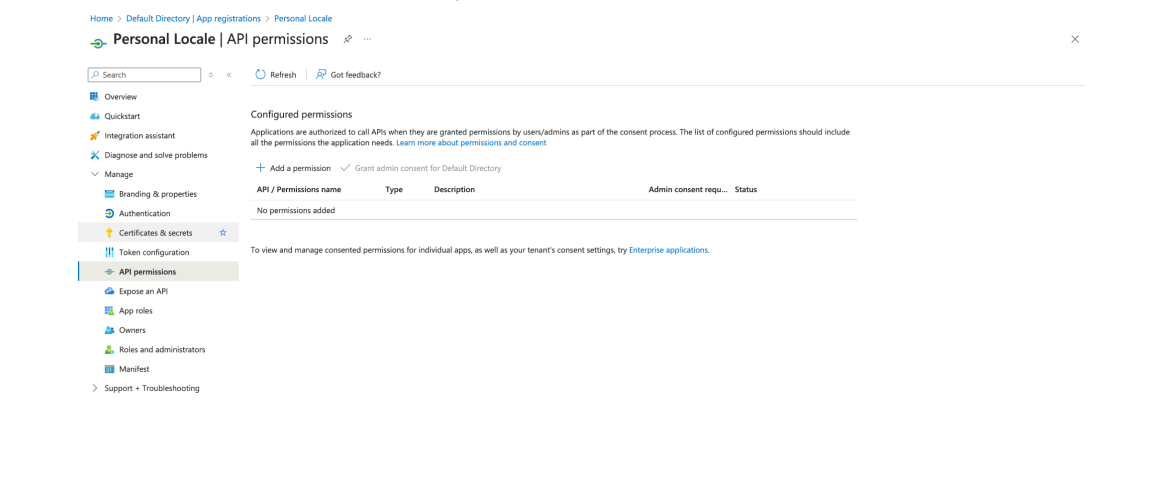 Home > Default Directory | App registrations > Personal Locale
Personal Locale | API permissions
Search
Refresh
Got feedback?
Overview
Quickstart
Integration assistant
Diagnose and solve problems
Manage
Branding & properties
Authentication
Certificates & secrets
Token configuration
API permissions
Expose an API
App roles
Owners
Roles and administrators
Manifest
Support + Troubleshooting
Configured permissions
Applications are authorized to call APIs when they are granted permissions by users/admins as part of the consent process. The list of configured permissions should include
all the permissions the application needs. Learn more about permissions and consent
Add a permission
Grant admin consent for Default Directory
API / Permissions name Type Description Admin consent requ... Status
No permissions added
To view and manage consented permissions for individual apps, as well as your tenant's consent settings, try Enterprise applications.